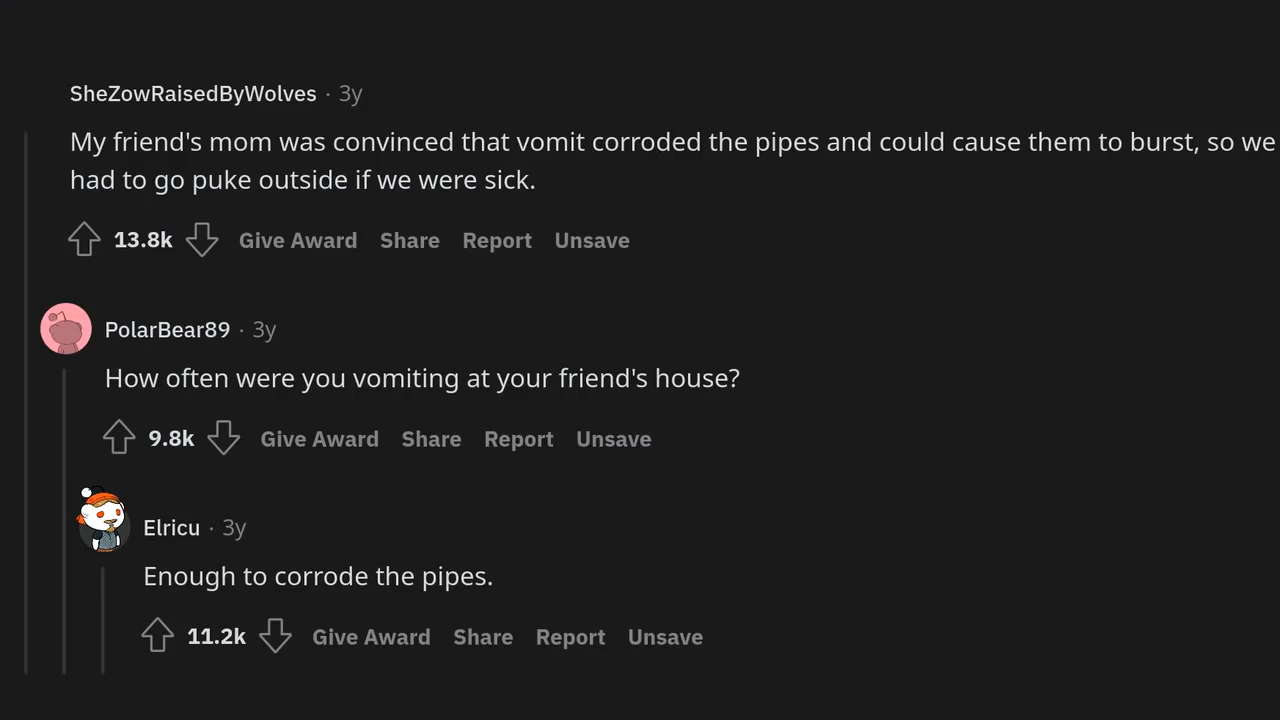 SheZowRaisedByWolves · 3y
My friend's mom was convinced that vomit corroded the pipes and could cause them to burst, so we
had to go puke outside if we were sick.
13.8k Give Award Share Report Unsave
PolarBear89 · 3y
How often were you vomiting at your friend's house?
9.8k Give Award Share Report Unsave
Elricu · 3y
Enough to corrode the pipes.
11.2k Give Award Share Report Unsave